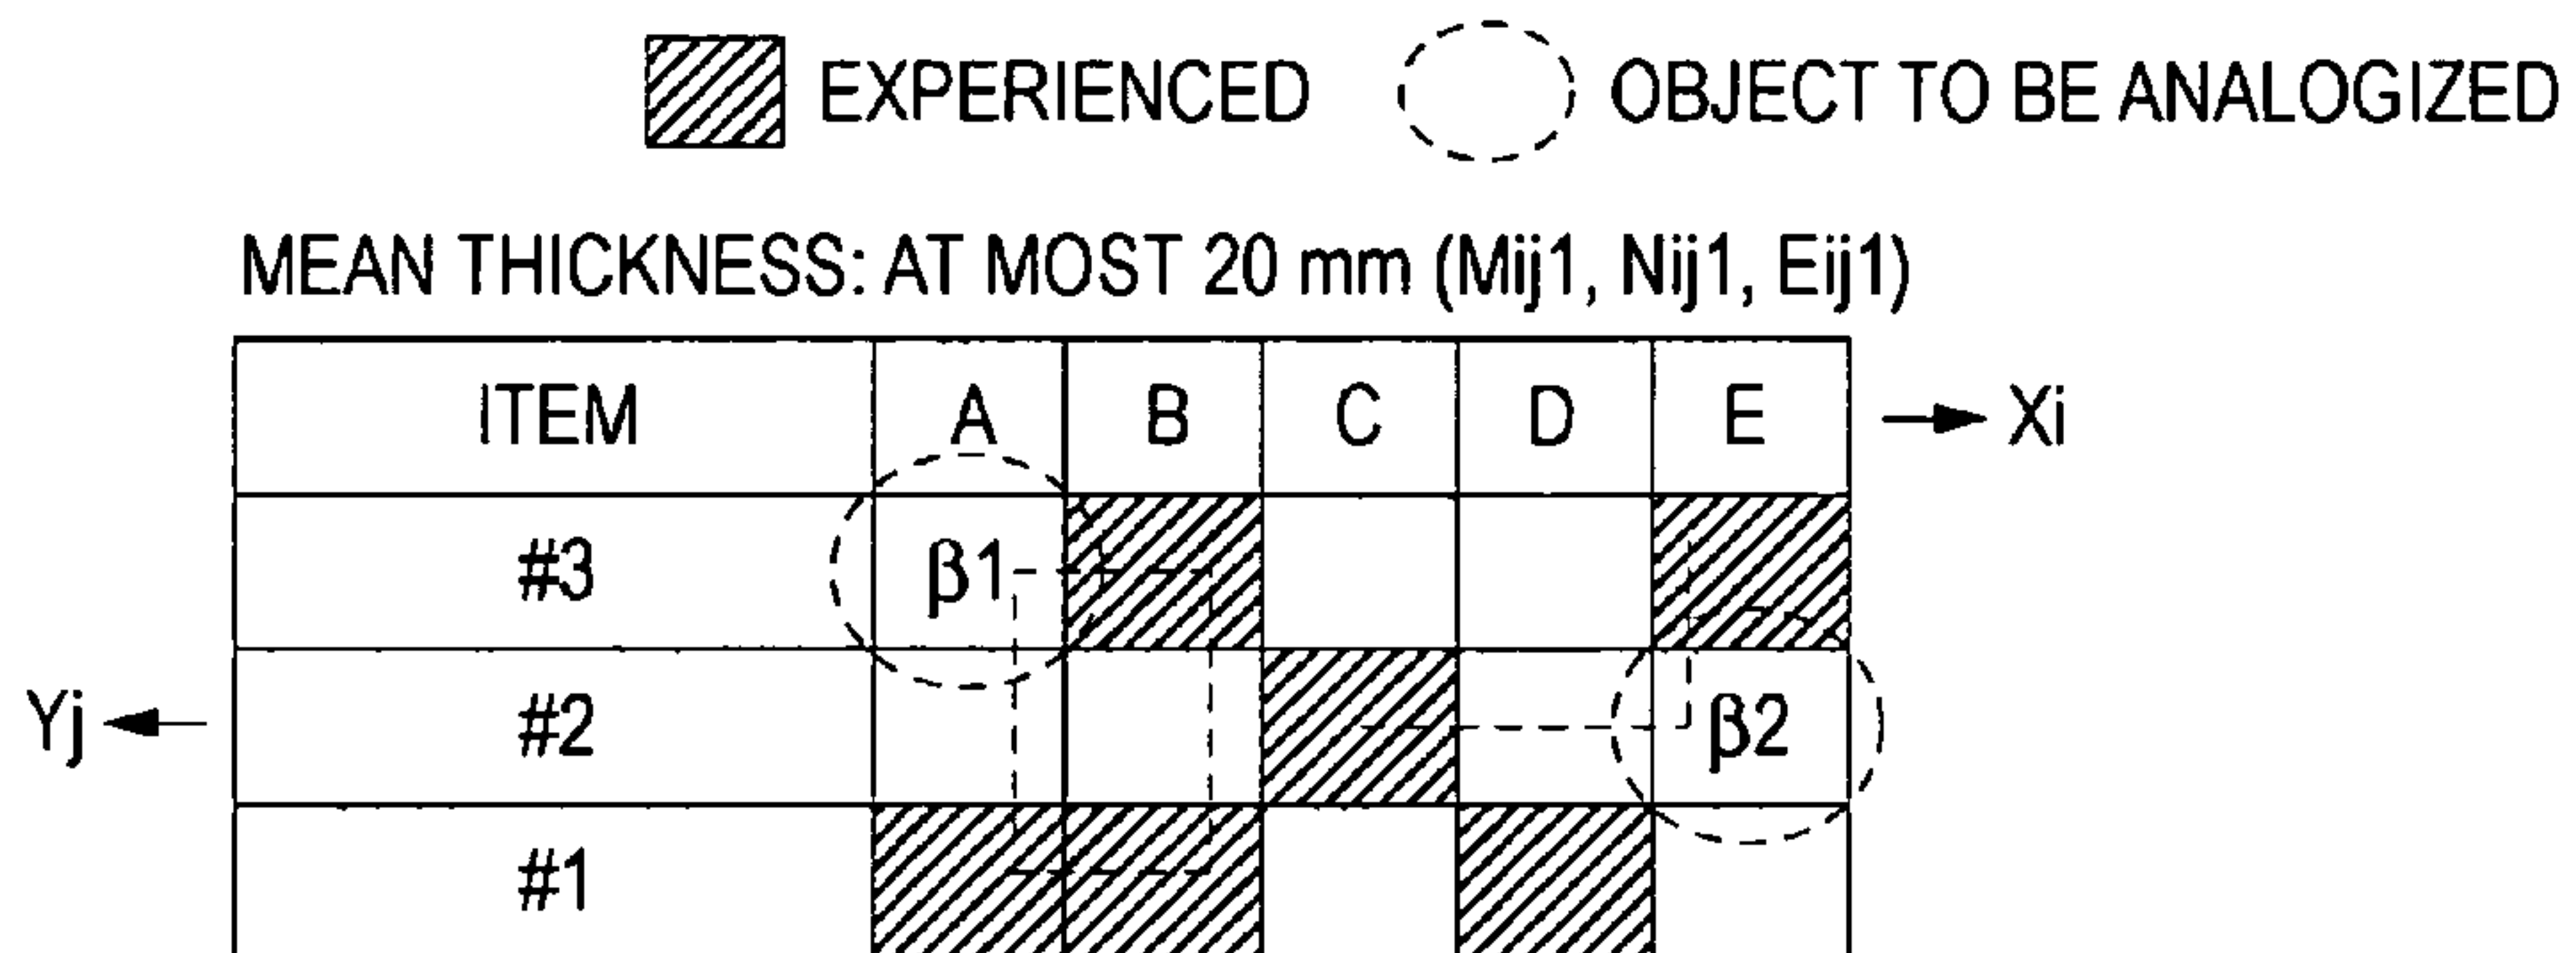 EXPERIENCED OBJECT TO BE ANALOGIZED
MEAN THICKNESS: AT MOST 20 mm (Mij1, Nij1, Eij1)
ITEM A B C D E Xi
#3 β1
Yj #2 β2
#1